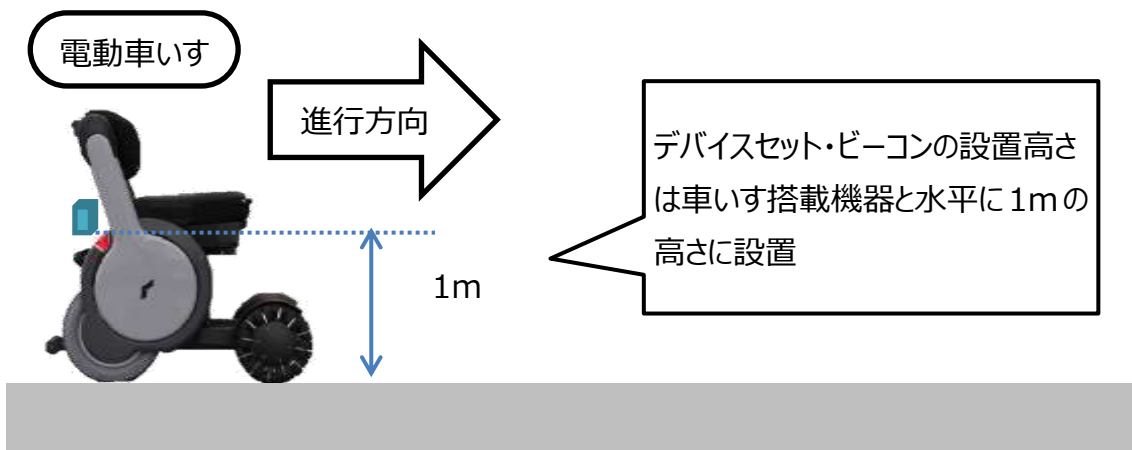 電動車いす
進行方向
デバイスセット・ビーコンの設置高さ
は車いす搭載機器と水平に1mの
高さに設置
1m